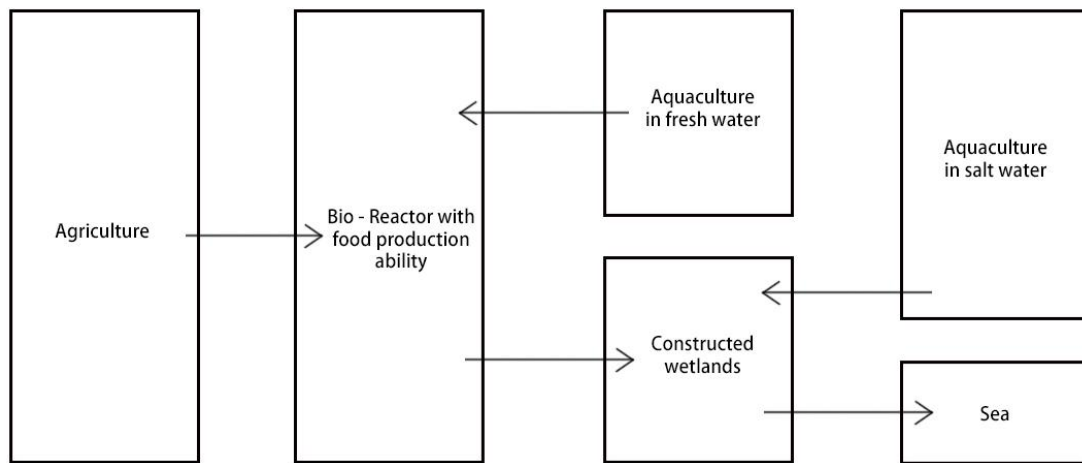 Agriculture
Bio - Reactor with
food production
ability
Aquaculture
in fresh water
Constructed
wetlands
Aquaculture
in salt water
Sea